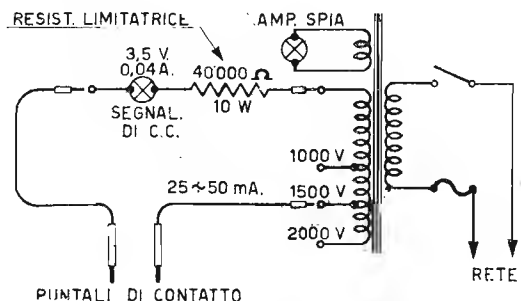 RESIST. LIMITATRICE
LAMP. SPIA
3,5 V.
0,04A.
40000 Ω
10 W
SEGNAL.
DI C.C.
1000 V
25 ~ 50 mA.
1500 V
2000 V
RETE
PUNTALI DI CONTATTO